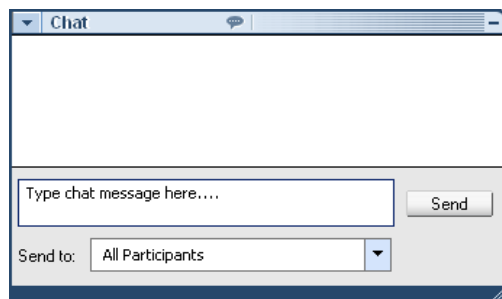 Chat
Type chat message here....
Send
Send to: All Participants